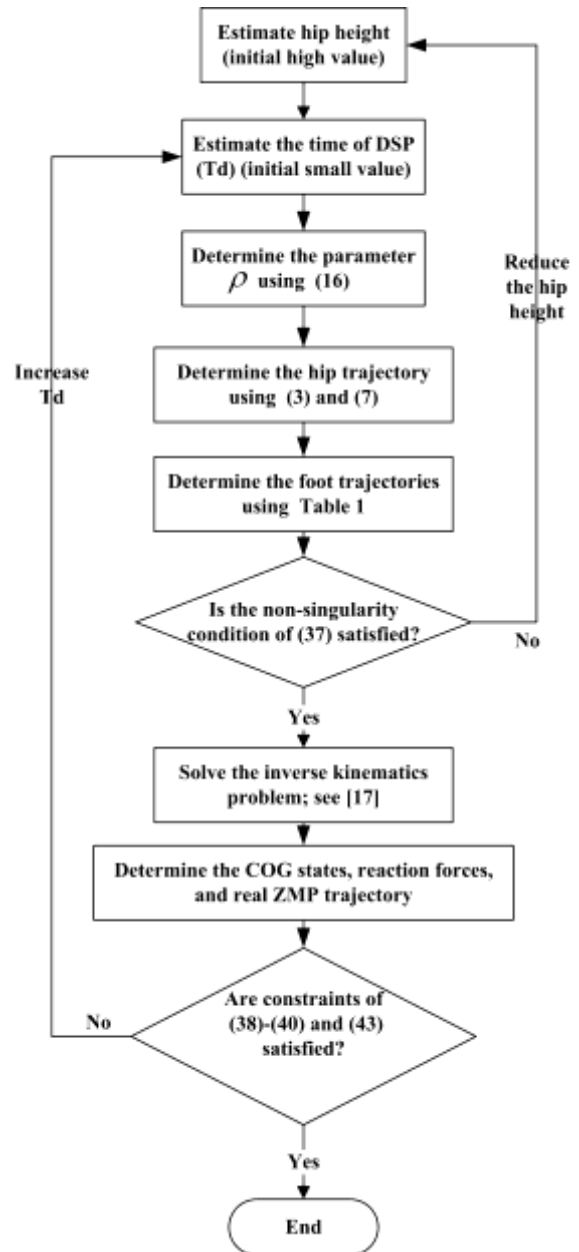 Estimate hip height
(initial high value)
Estimate the time of DSP
(Td) (initial small value)
Determine the parameter
ρ using (16)
Reduce
the hip
height
Increase
Td
Determine the hip trajectory
using (3) and (7)
Determine the foot trajectories
using Table 1
Is the non-singularity
condition of (37) satisfied?
No
Yes
Solve the inverse kinematics
problem; see [17]
Determine the COG states, reaction forces,
and real ZMP trajectory
Are constraints of
(38)-(40) and (43)
satisfied?
No
Yes
End